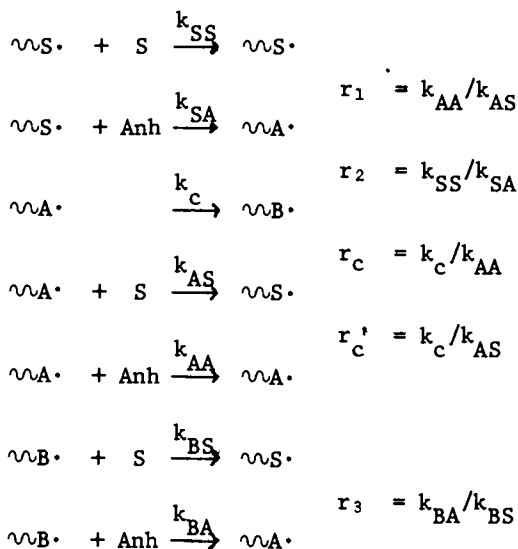 ∿∿S· + S k_SS⟶ ∿∿S·
r₁ = k_AA/k_AS
∿∿S· + Anh k_SA⟶ ∿∿A·
r₂ = k_SS/k_SA
∿∿A· k_c⟶ ∿∿B·
r_c = k_c/k_AA
∿∿A· + S k_AS⟶ ∿∿S·
r_c' = k_c/k_AS
∿∿A· + Anh k_AA⟶ ∿∿A·
∿∿B· + S k_BS⟶ ∿∿S·
r₃ = k_BA/k_BS
∿∿B· + Anh k_BA⟶ ∿∿A·